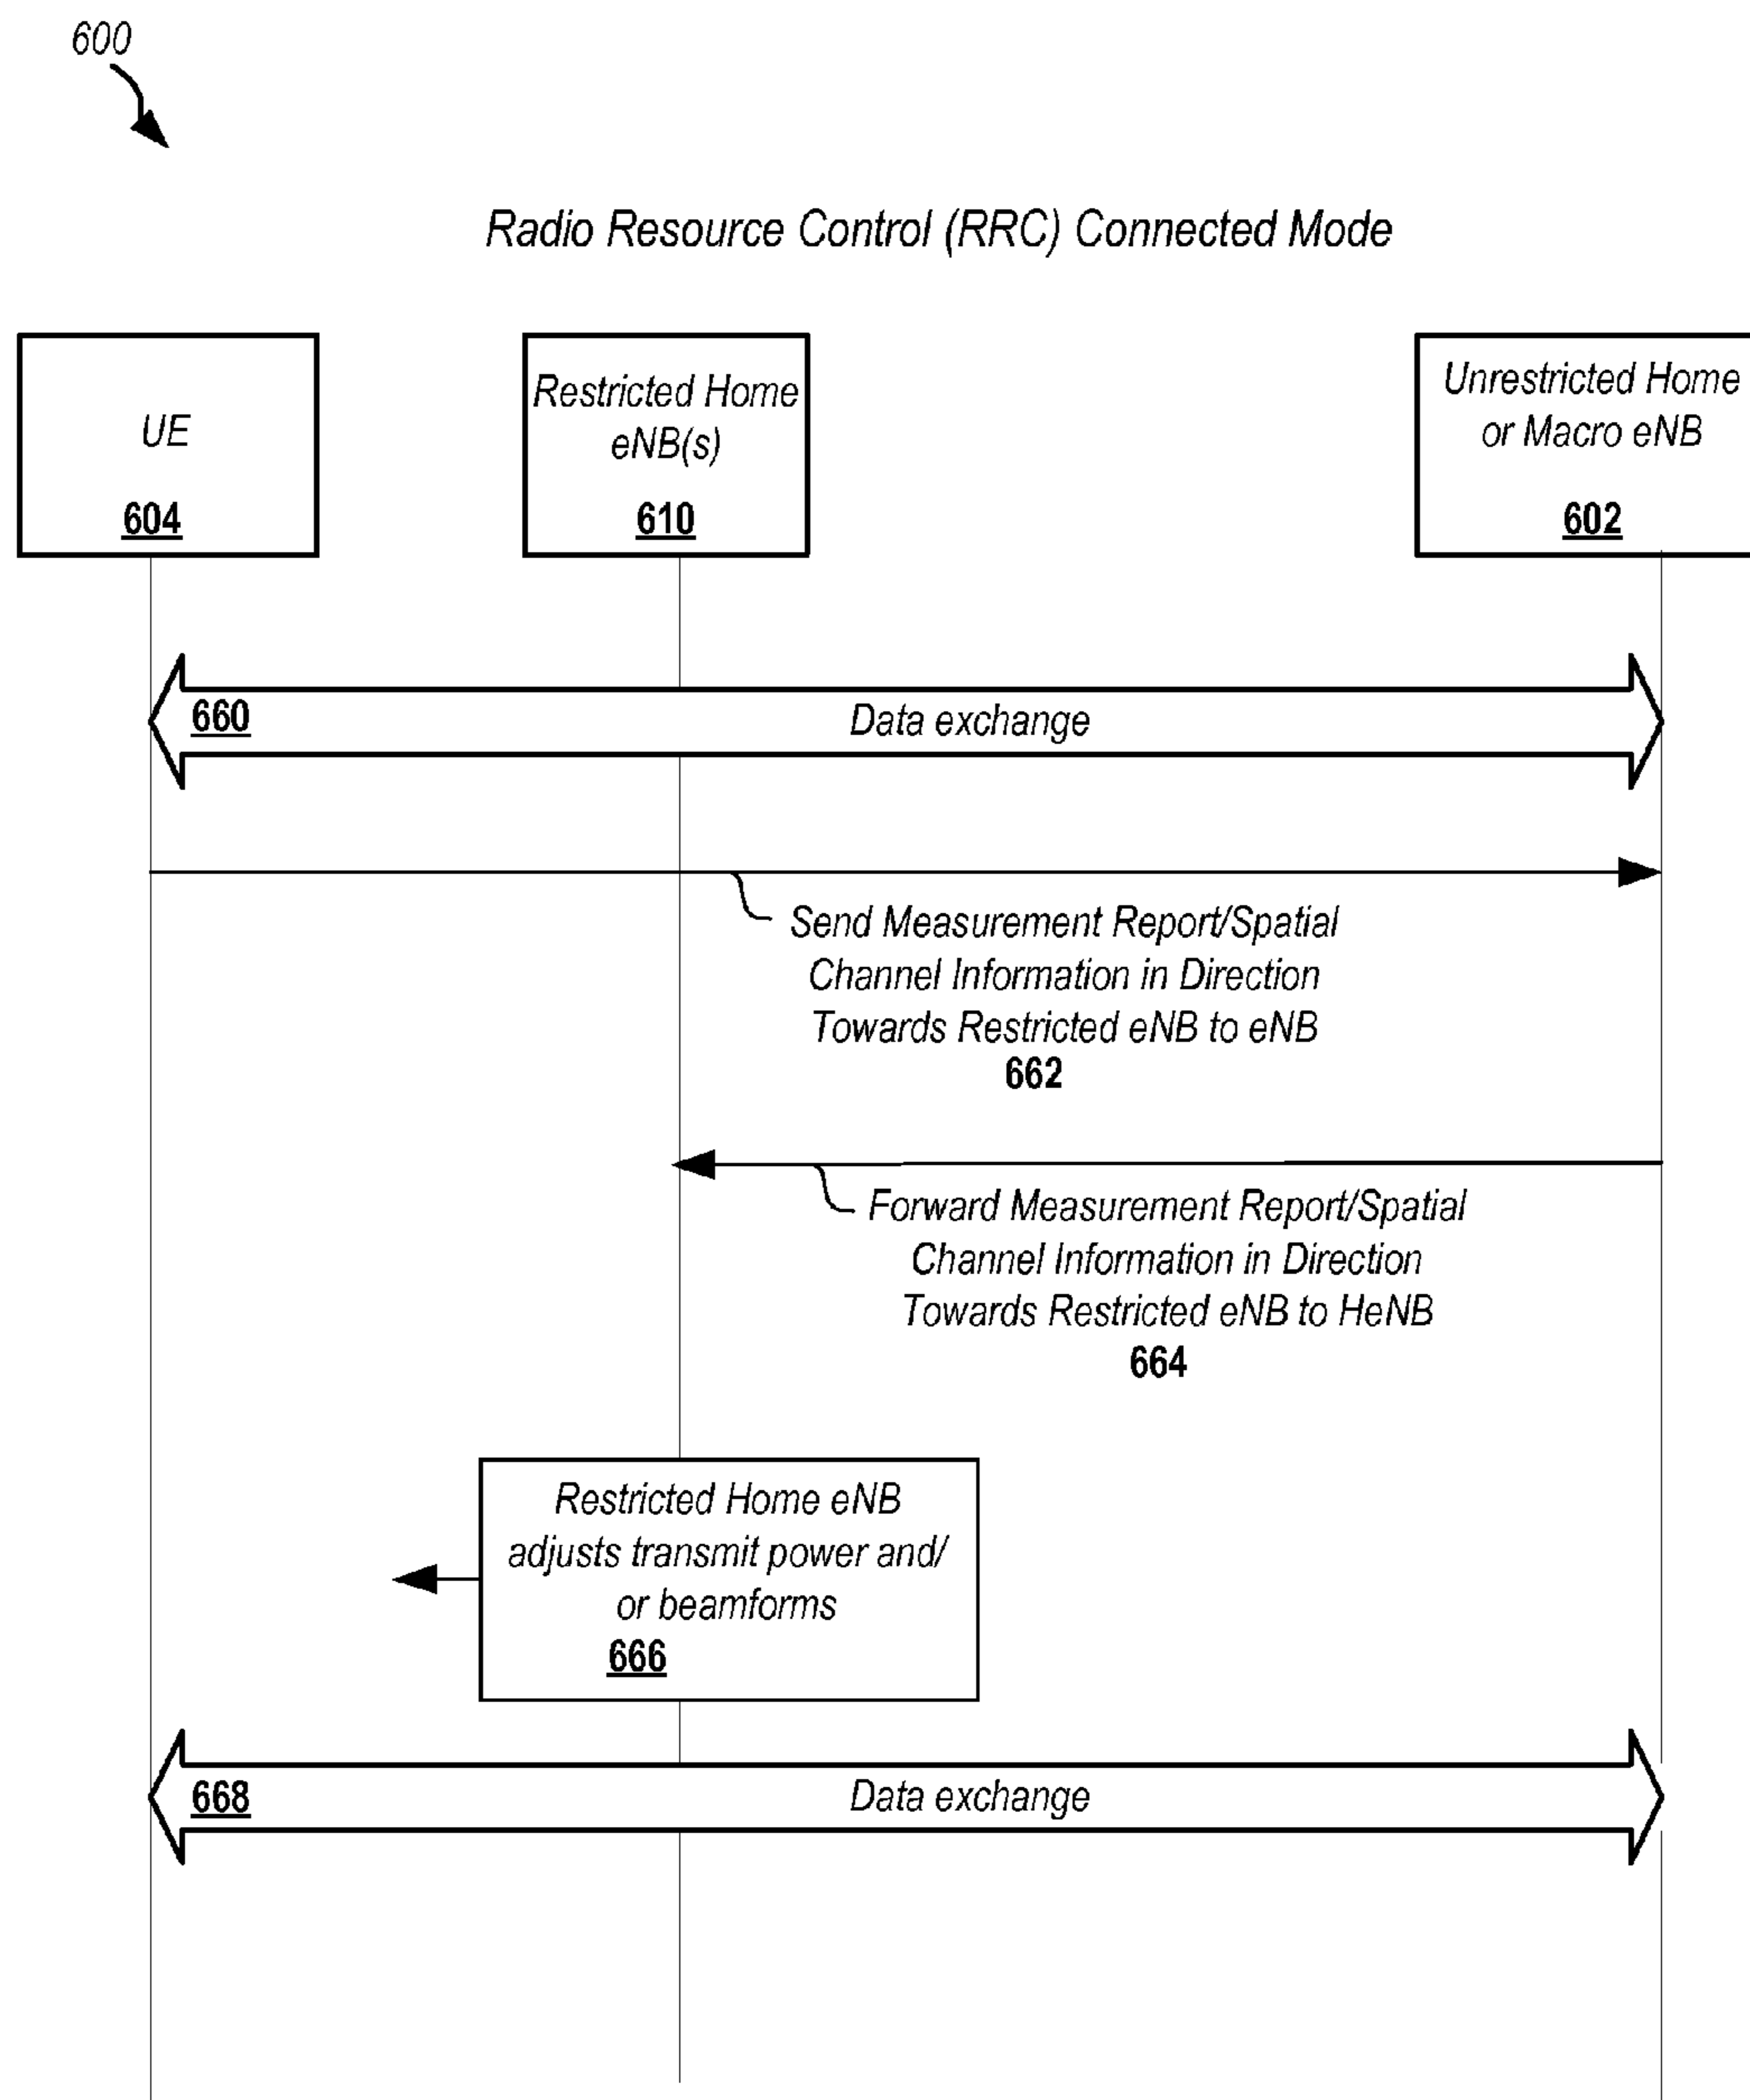 600
Radio Resource Control (RRC) Connected Mode
UE
604
Restricted Home
eNB(s)
610
Unrestricted Home
or Macro eNB
602
660
Data exchange
Send Measurement Report/Spatial
Channel Information in Direction
Towards Restricted eNB to eNB
662
Forward Measurement Report/Spatial
Channel Information in Direction
Towards Restricted eNB to HeNB
664
Restricted Home eNB
adjusts transmit power and/
or beamforms
666
668
Data exchange